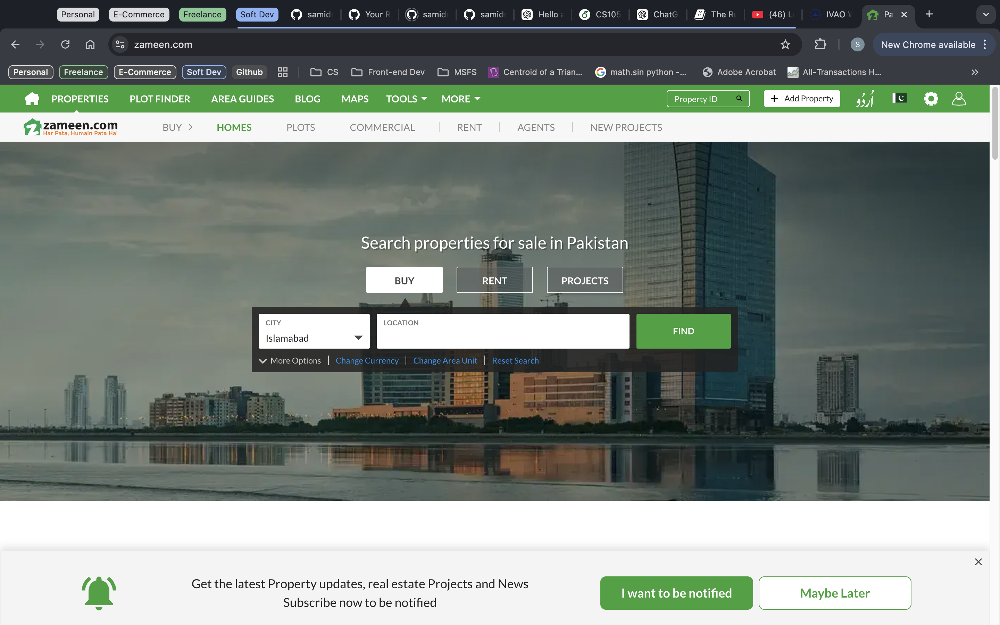 Personal E-Commerce Freelance Soft Dev samid Your R samid samid Hello CS105 ChatG The Ru (46) L IVAO Pa
zameen.com S New Chrome available
Personal Freelance E-Commerce Soft Dev Github CS Front-end Dev MSFS Centroid of a Trian... math.sin python -... Adobe Acrobat All-Transactions H...
PROPERTIES PLOT FINDER AREA GUIDES BLOG MAPS TOOLS MORE Property ID + Add Property اُردُو
zameen.com
Har Pata, Humain Pata Hai
BUY HOMES PLOTS COMMERCIAL RENT AGENTS NEW PROJECTS
Search properties for sale in Pakistan
BUY RENT PROJECTS
CITY LOCATION
Islamabad FIND
More Options Change Currency Change Area Unit Reset Search
Get the latest Property updates, real estate Projects and News
Subscribe now to be notified
I want to be notified Maybe Later